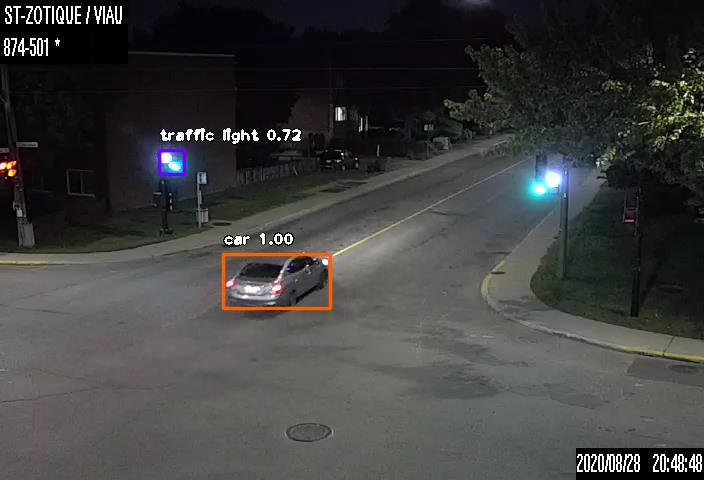 ST-ZOTIQUE / VIAU
874-501 *
traffic light 0.72
car 1.00
2020/08/28 20:48:48